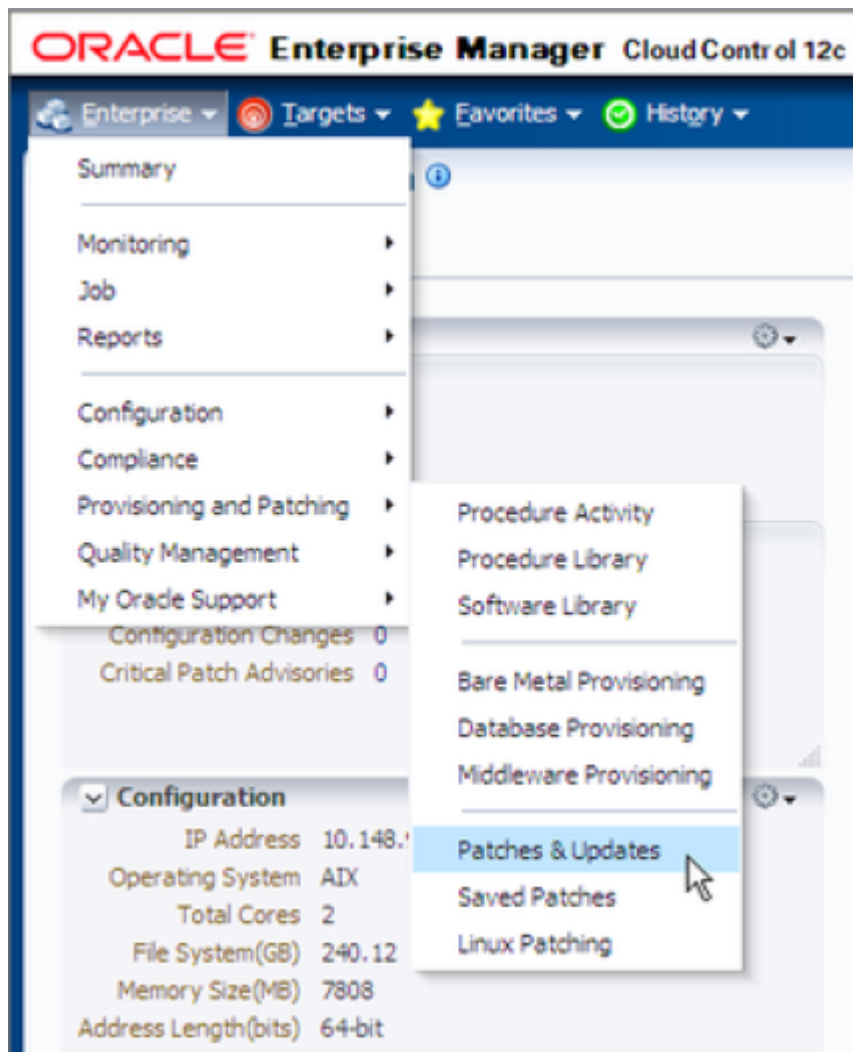 ORACLE Enterprise Manager Cloud Control 12c
Enterprise Targets Favorites History
Summary
Monitoring
Job
Reports
Configuration
Compliance
Provisioning and Patching
Quality Management
My Oracle Support
Procedure Activity
Procedure Library
Software Library
Bare Metal Provisioning
Database Provisioning
Middleware Provisioning
Patches & Updates
Saved Patches
Linux Patching
Configuration Changes 0
Critical Patch Advisories 0
Configuration
IP Address 10.148.
Operating System AIX
Total Cores 2
File System(GB) 240.12
Memory Size(MB) 7808
Address Length(bits) 64-bit